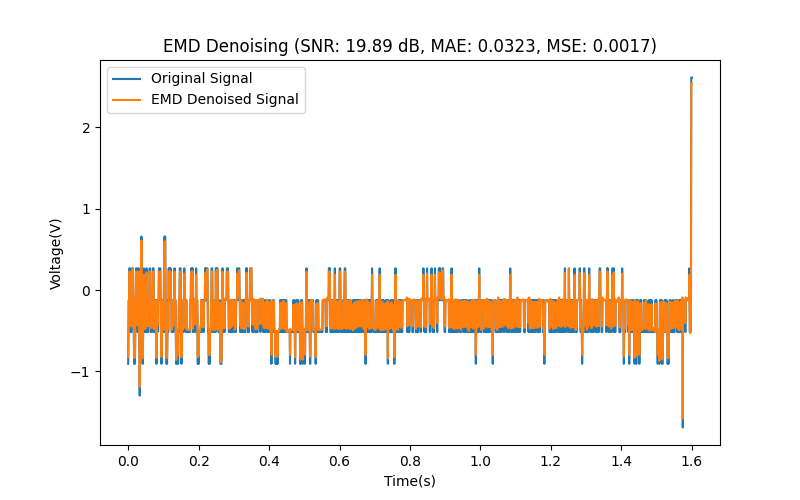 EMD Denoising (SNR: 19.89 dB, MAE: 0.0323, MSE: 0.0017)
Original Signal
EMD Denoised Signal
2
1
0
−1
Voltage(V)
0.0 0.2 0.4 0.6 0.8 1.0 1.2 1.4 1.6
Time(s)